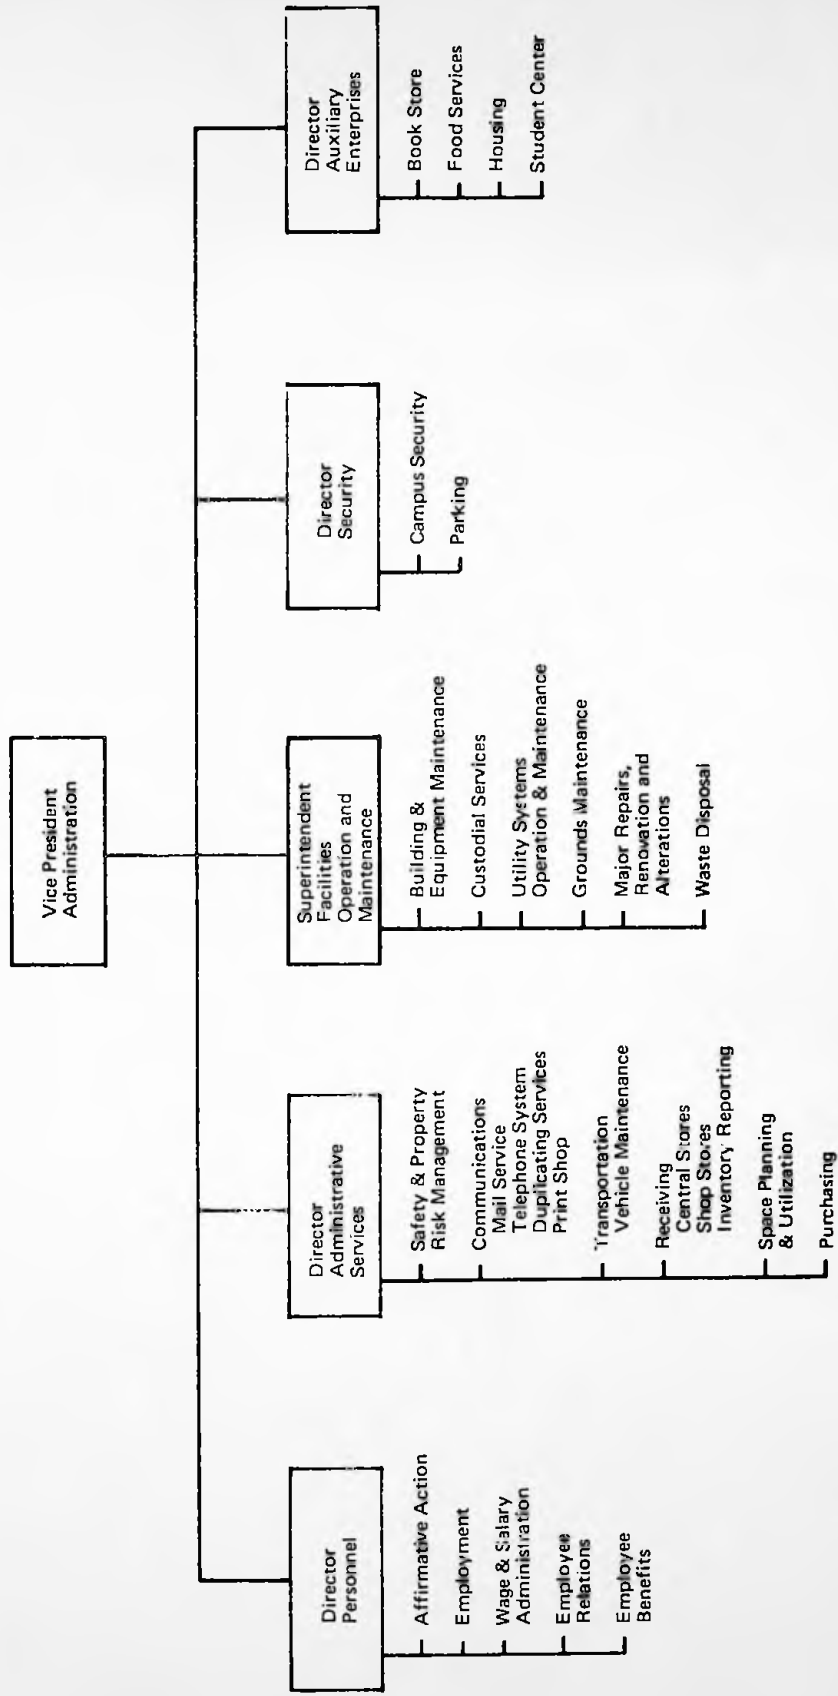 Vice President
Administration
Director
Personnel
Affirmative Action
Employment
Wage & Salary
Administration
Employee
Relations
Employee
Benefits
Director
Administrative
Services
Safety & Property
Risk Management
Communications
Mail Service
Telephone System
Duplicating Services
Print Shop
Transportation
Vehicle Maintenance
Receiving
Central Stores
Shop Stores
Inventory Reporting
Space Planning
& Utilization
Purchasing
Superintendent
Facilities
Operation and
Maintenance
Building &
Equipment Maintenance
Custodial Services
Utility Systems
Operation & Maintenance
Grounds Maintenance
Major Repairs,
Renovation and
Alterations
Waste Disposal
Director
Security
Campus Security
Parking
Director
Auxiliary
Enterprises
Book Store
Food Services
Housing
Student Center